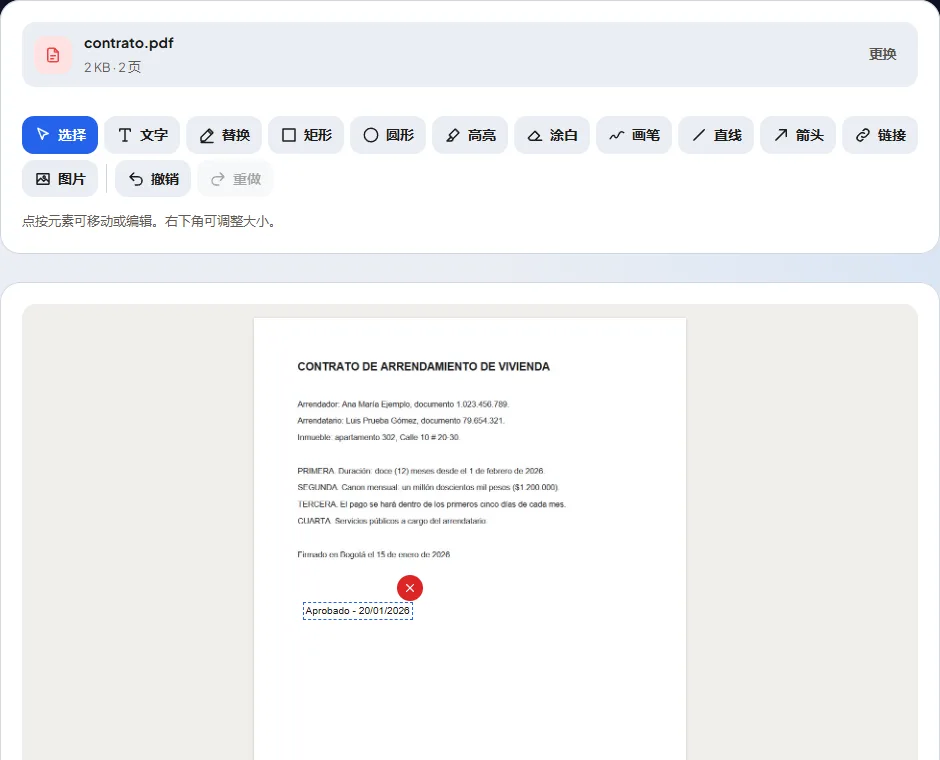 contrato.pdf
2 KB · 2 页
更换
选择 文字 替换 矩形 圆形 高亮 涂白 画笔 直线 箭头 链接
图片 撤销 重做
点按元素可移动或编辑。右下角可调整大小。
CONTRATO DE ARRENDAMIENTO DE VIVIENDA
Arrendador: Ana María Ejemplo, documento 1.023.456.789.
Arrendatario: Luis Prueba Gómez, documento 79.654.321.
Inmueble: apartamento 302, Calle 10 # 20-30.
PRIMERA. Duración: doce (12) meses desde el 1 de febrero de 2026.
SEGUNDA. Canon mensual: un millón doscientos mil pesos ($1.200.000).
TERCERA. El pago se hará dentro de los primeros cinco días de cada mes.
CUARTA. Servicios públicos a cargo del arrendatario.
Firmado en Bogotá el 15 de enero de 2026.
Aprobado - 20/01/2026